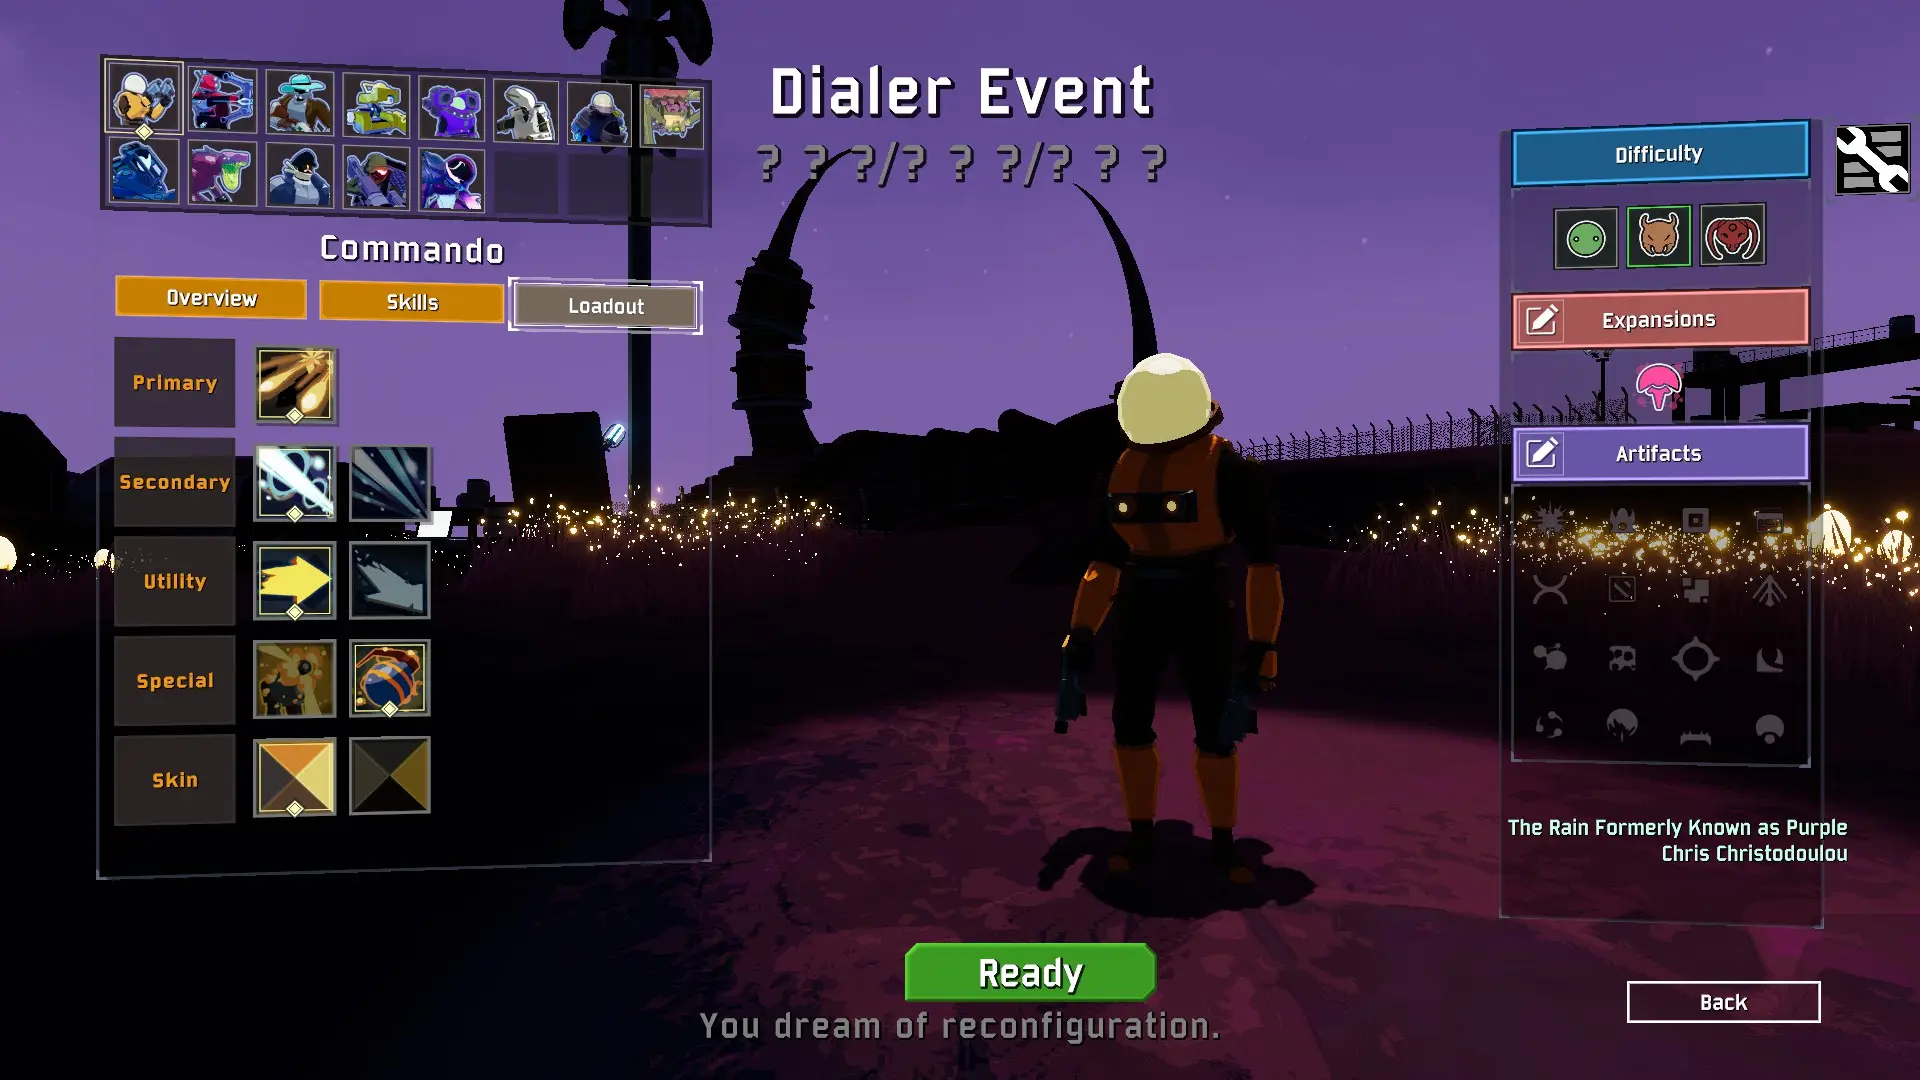 Dialer Event
? ? ?/? ? ?/? ? ?
Commando
Overview
Skills
Loadout
Primary
Secondary
Utility
Special
Skin
Difficulty
Expansions
Artifacts
The Rain Formerly Known as Purple
Chris Christodoulou
Ready
You dream of reconfiguration.
Back